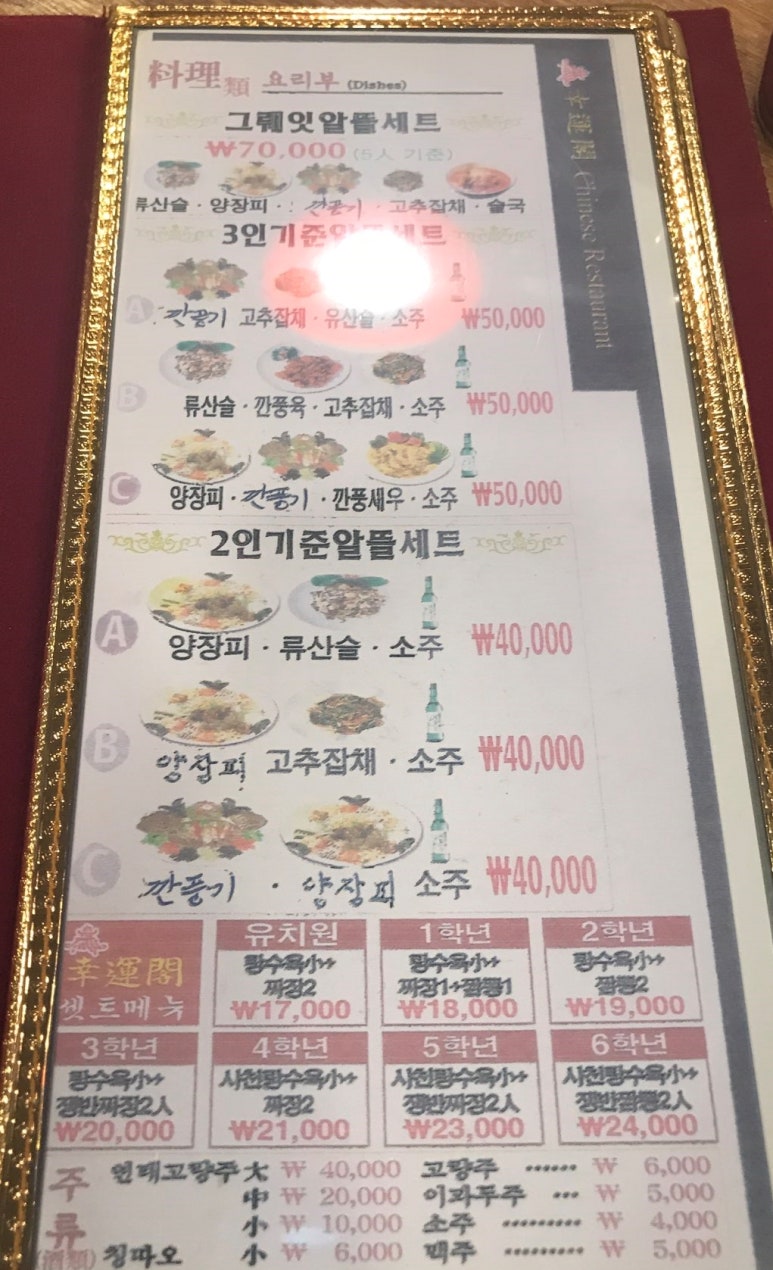 料理類 요리부 (Dishes)
幸運閣 Chinese Restaurant
그뤠잇알뜰세트
₩70,000 (5人 기준)
류산슬 · 양장피 · 깐풍기 · 고추잡채 · 술국
3인기준알뜰세트
A 깐풍기 고추잡채 · 유산슬 · 소주 ₩50,000
B 류산슬 · 깐풍육 · 고추잡채 · 소주 ₩50,000
C 양장피 · 깐풍기 · 깐풍새우 · 소주 ₩50,000
2인기준알뜰세트
A 양장피 · 류산슬 · 소주 ₩40,000
B 양장피 고추잡채 · 소주 ₩40,000
C 깐풍기 · 양장피 소주 ₩40,000
幸運閣
셋트메뉴
유치원
탕수육小+
짜장2
₩17,000
1학년
탕수육小+
짜장1+짬뽕1
₩18,000
2학년
탕수육小+
짬뽕2
₩19,000
3학년
탕수육小+
쟁반짜장2人
₩20,000
4학년
사천탕수육小+
짜장2
₩21,000
5학년
사천탕수육小+
쟁반짜장2人
₩23,000
6학년
사천탕수육小+
쟁반짬뽕2人
₩24,000
주류(酒類)
연태고량주 大 ₩ 40,000
中 ₩ 20,000
小 ₩ 10,000
칭따오 小 ₩ 6,000
고량주 ······ ₩ 6,000
이과두주 ··· ₩ 5,000
소주 ········· ₩ 4,000
맥주 ········· ₩ 5,000